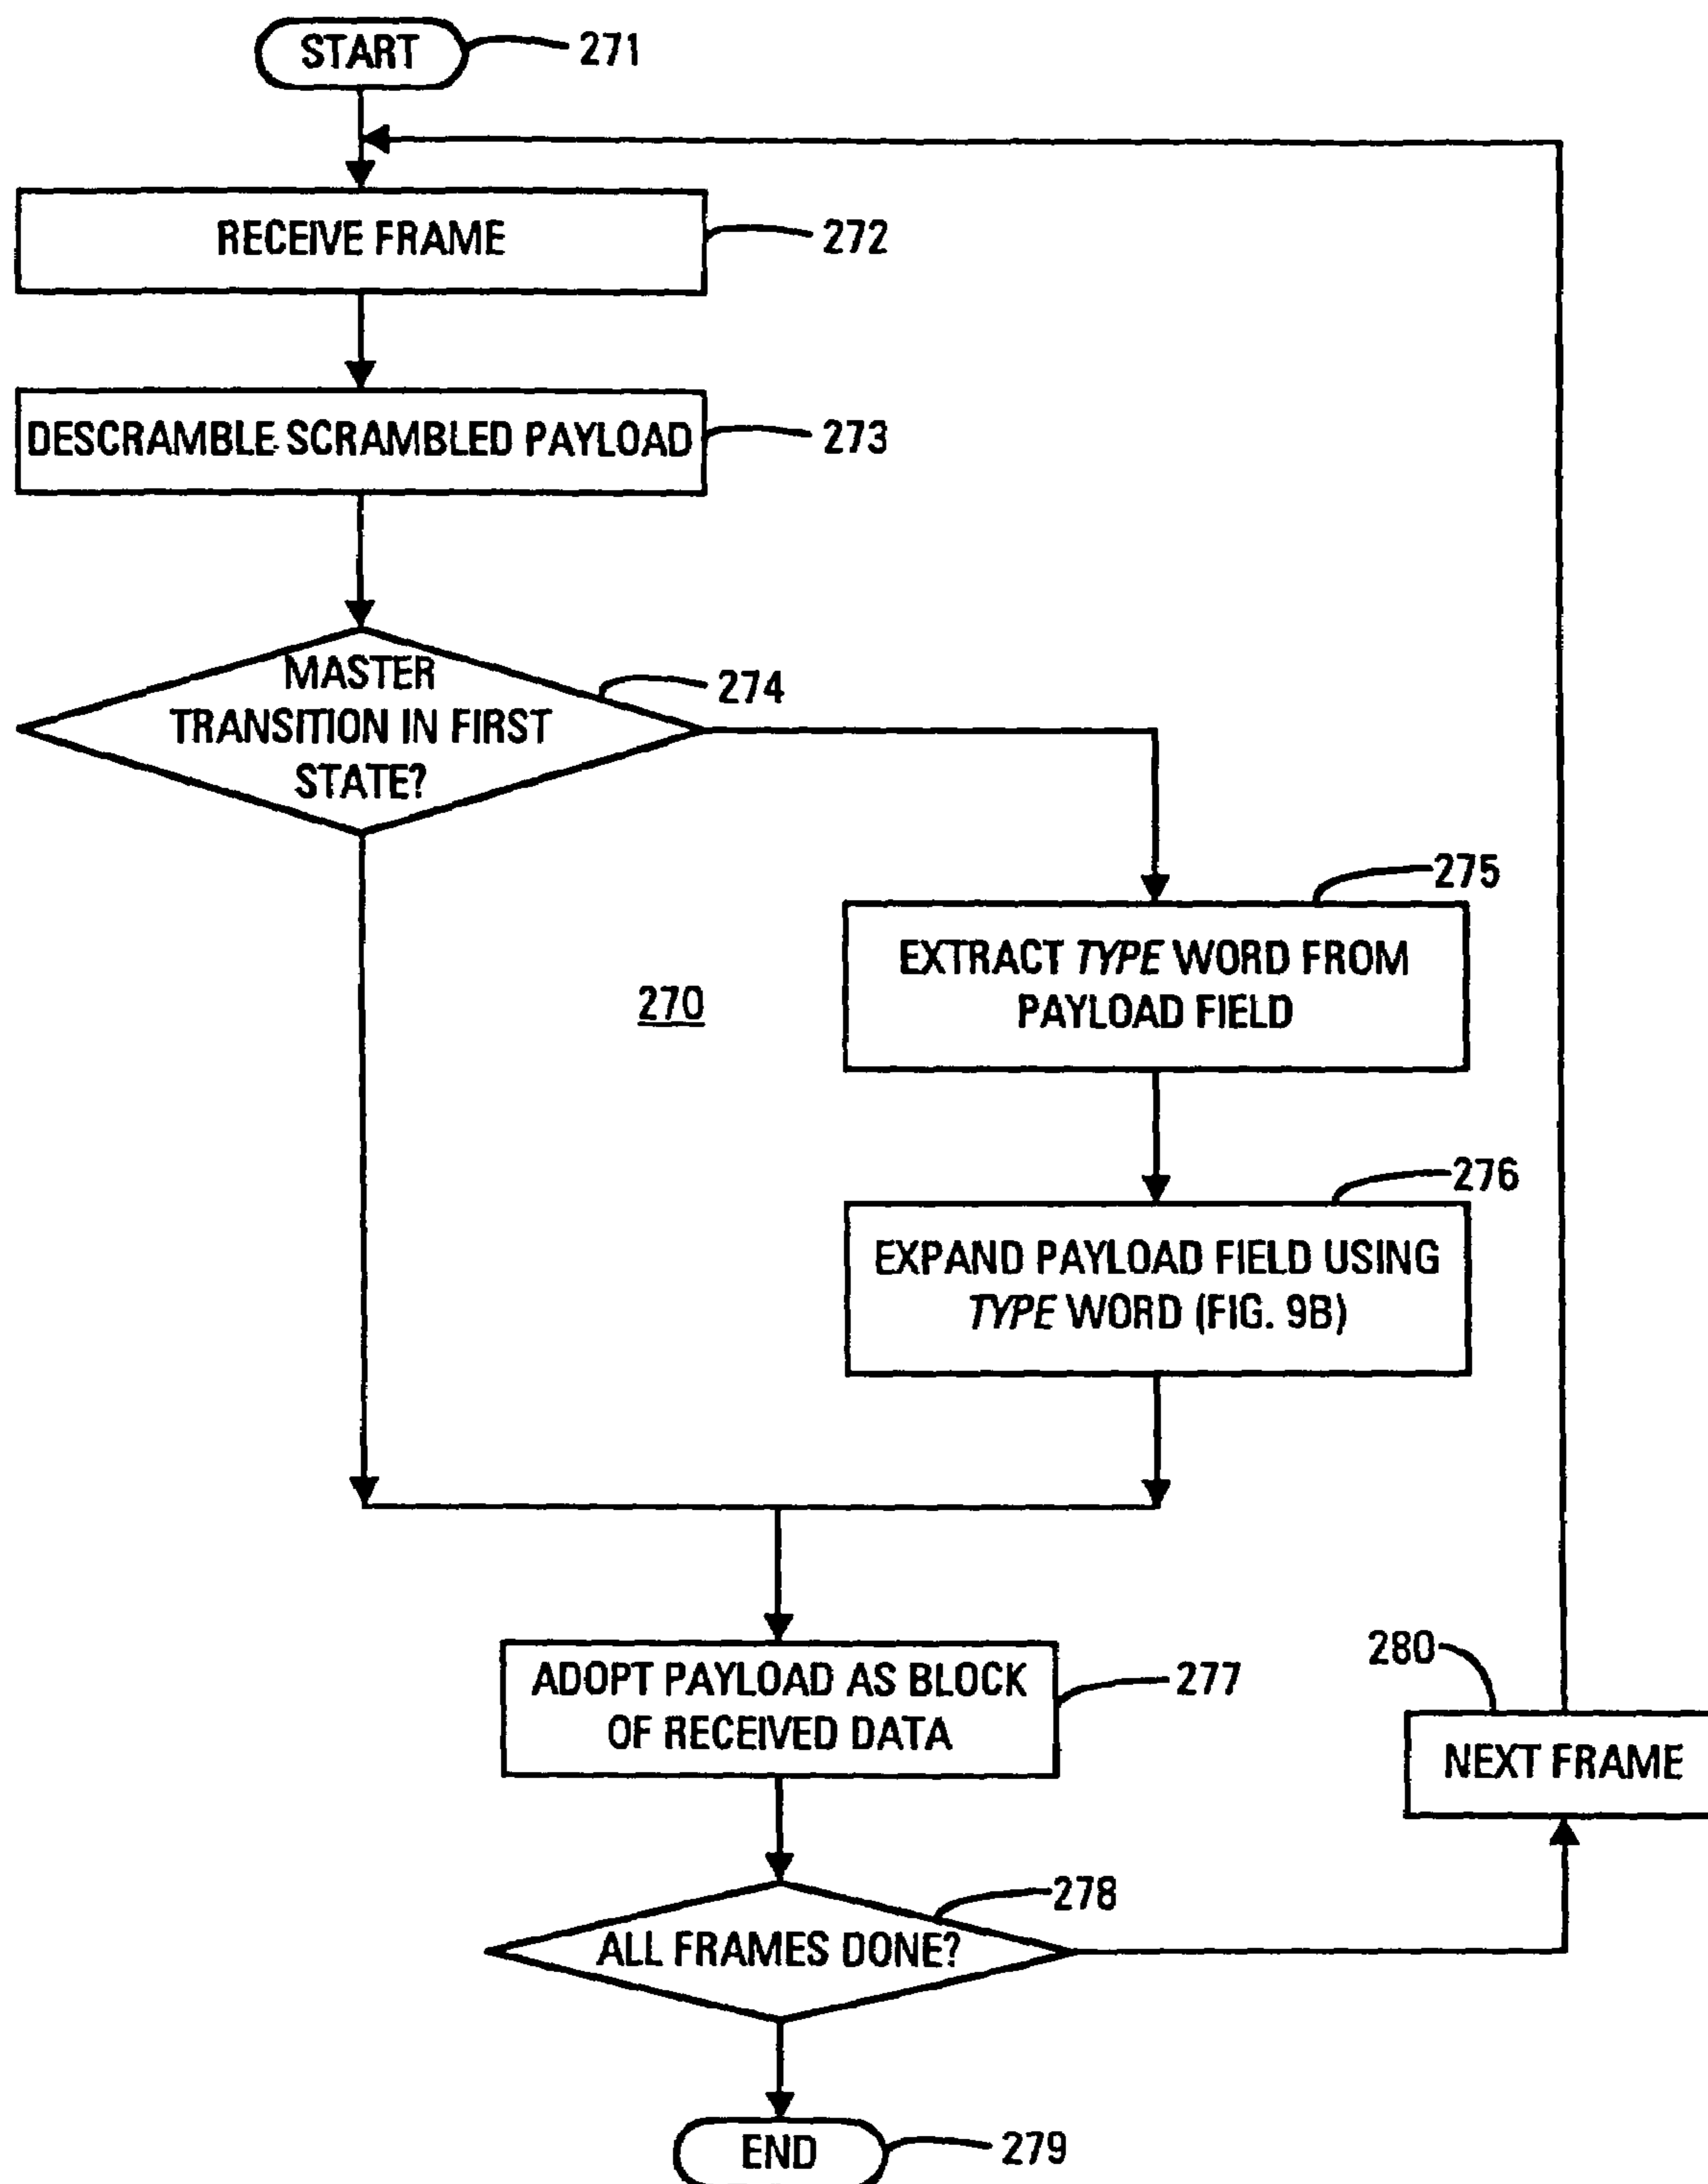 START
271
RECEIVE FRAME
272
DESCRAMBLE SCRAMBLED PAYLOAD
273
MASTER
TRANSITION IN FIRST
STATE?
274
275
EXTRACT TYPE WORD FROM
PAYLOAD FIELD
270
276
EXPAND PAYLOAD FIELD USING
TYPE WORD (FIG. 9B)
ADOPT PAYLOAD AS BLOCK
OF RECEIVED DATA
277
280
NEXT FRAME
278
ALL FRAMES DONE?
END
279